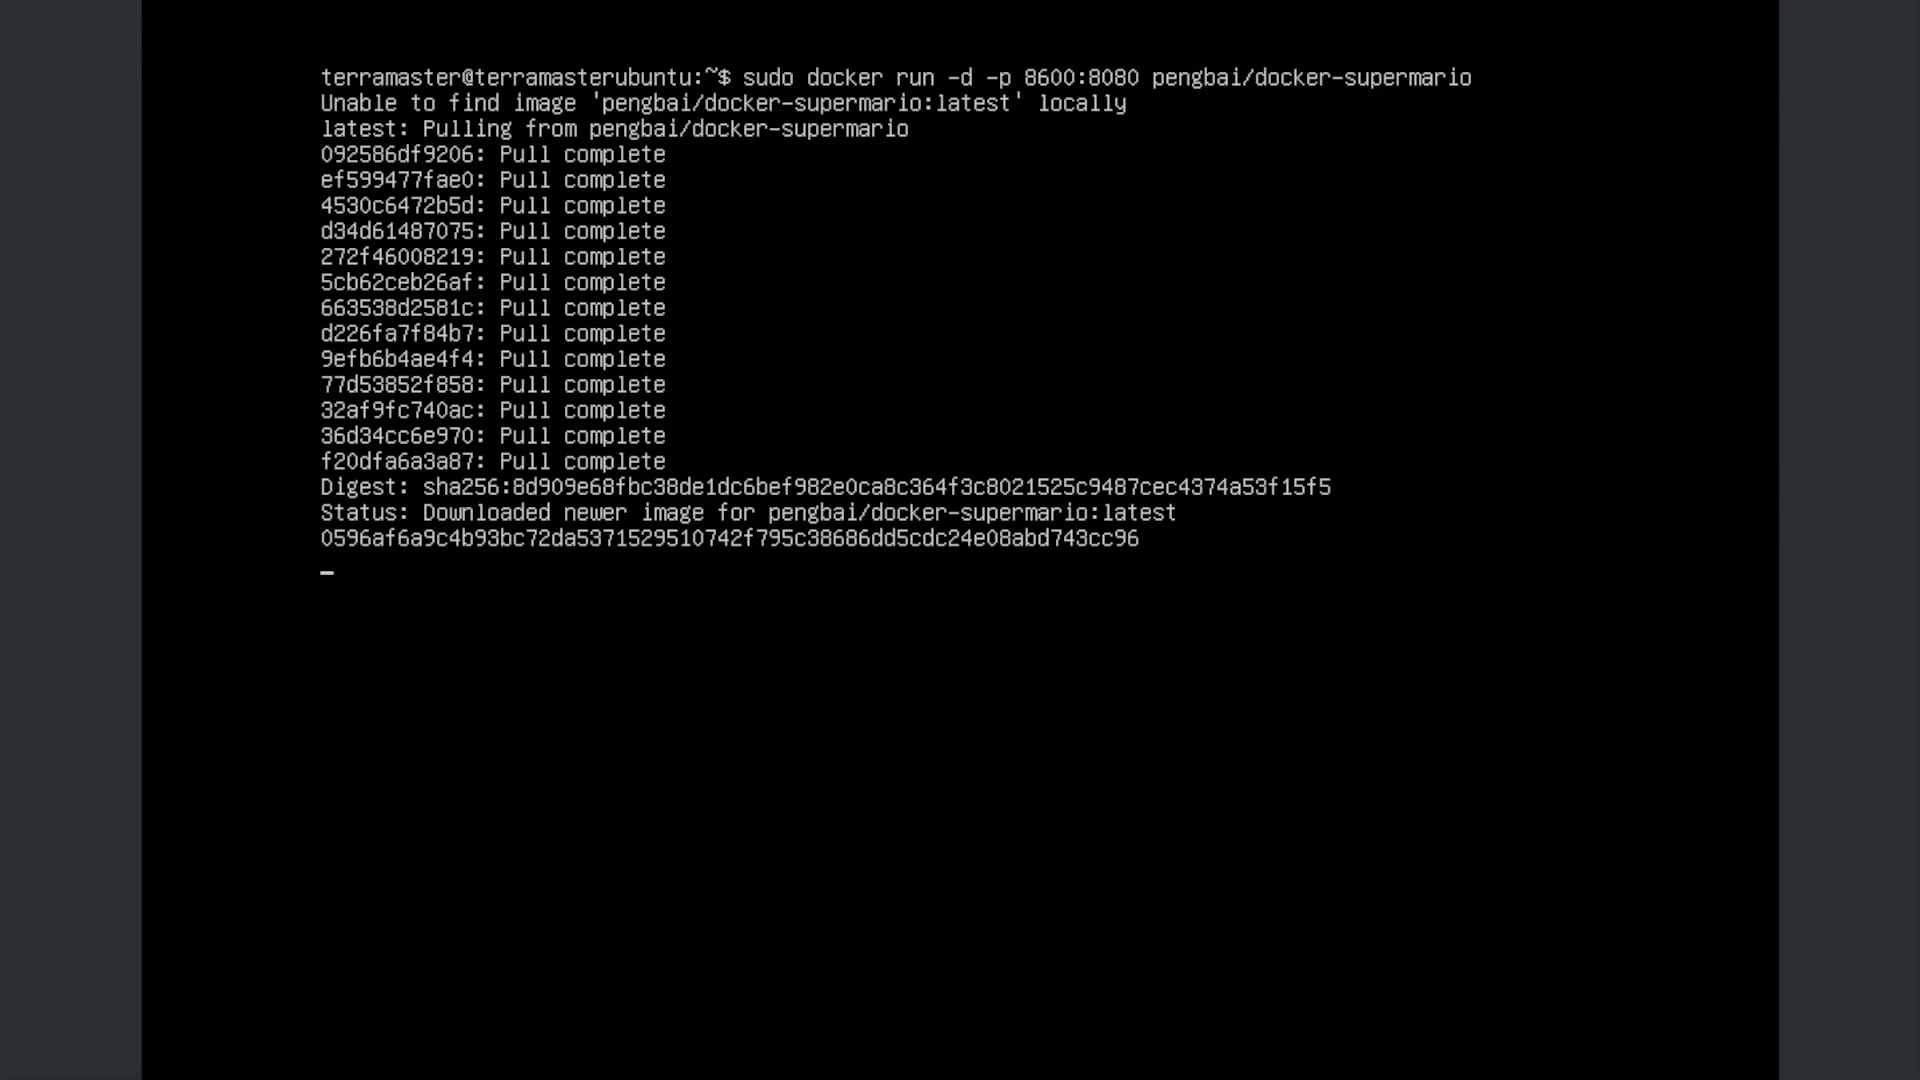 terramaster@terramasterubuntu:~$ sudo docker run -d -p 8600:8080 pengbai/docker-supermario
Unable to find image 'pengbai/docker-supermario:latest' locally
latest: Pulling from pengbai/docker-supermario
092586df9206: Pull complete
ef599477fae0: Pull complete
4530c6472b5d: Pull complete
d34d61487075: Pull complete
272f46008219: Pull complete
5cb62ceb26af: Pull complete
663538d2581c: Pull complete
d226fa7f84b7: Pull complete
9efb6b4ae4f4: Pull complete
77d53852f858: Pull complete
32af9fc740ac: Pull complete
36d34cc6e970: Pull complete
f20dfa6a3a87: Pull complete
Digest: sha256:8d909e68fbc38de1dc6bef982e0ca8c364f3c8021525c9487cec4374a53f15f5
Status: Downloaded newer image for pengbai/docker-supermario:latest
0596af6a9c4b93bc72da5371529510742f795c38686dd5cdc24e08abd743cc96